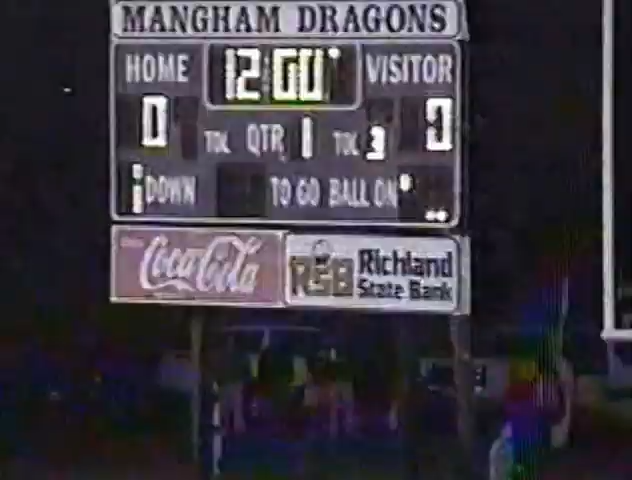 MANGHAM DRAGONS
HOME 12:00 VISITOR
0 TOL QTR 1 TOL 3 0
DOWN TO GO BALL ON
Coca-Cola RSB Richland
State Bank